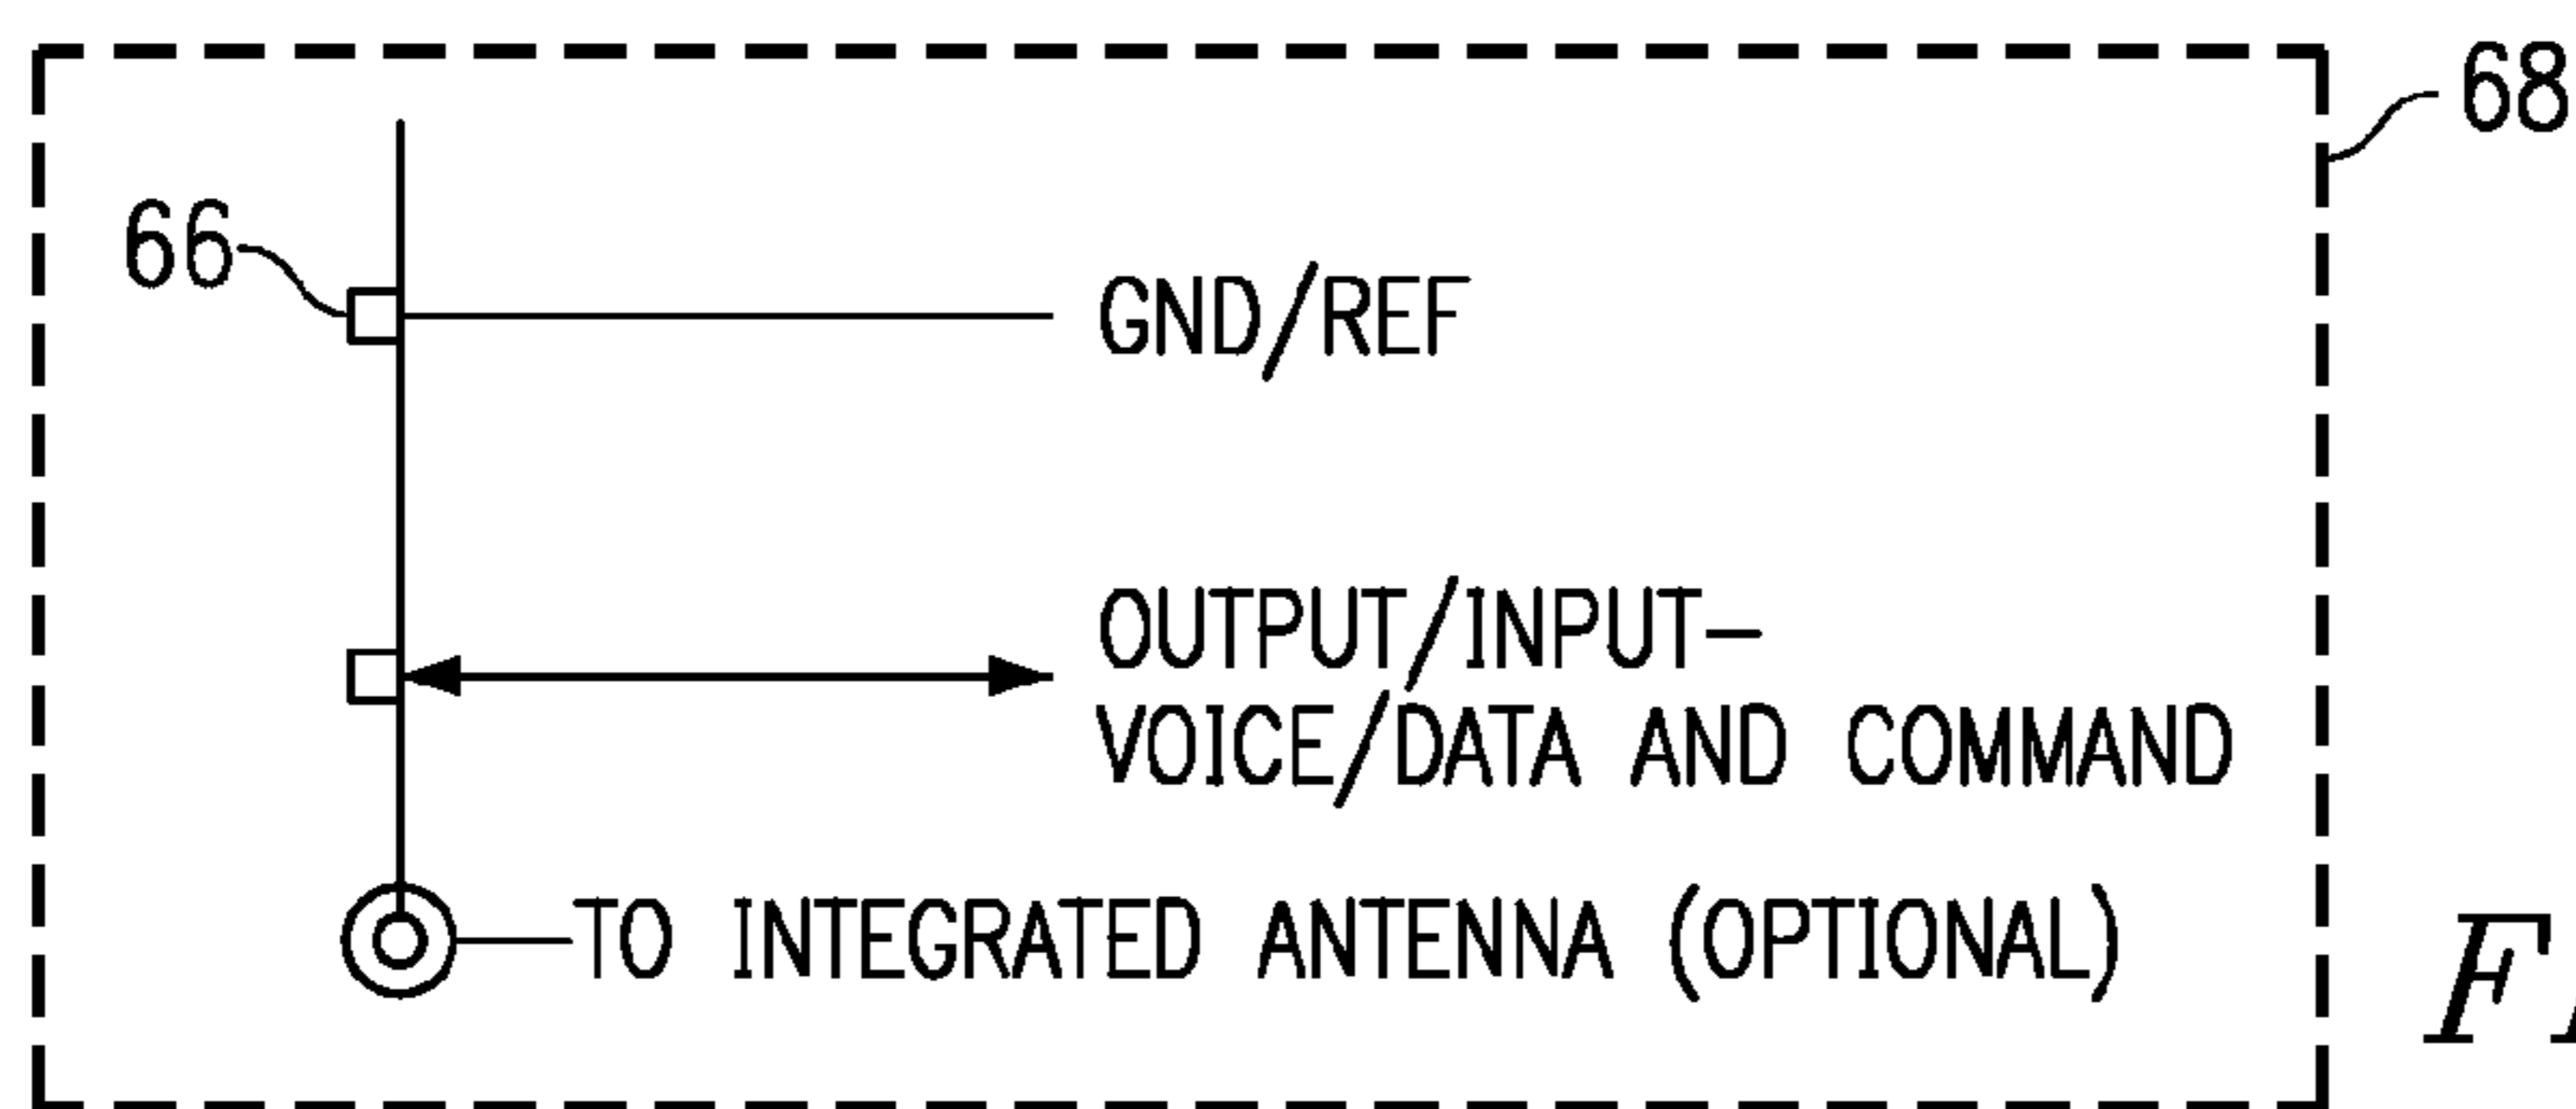 68
66
GND/REF
OUTPUT/INPUT-
VOICE/DATA AND COMMAND
TO INTEGRATED ANTENNA (OPTIONAL)